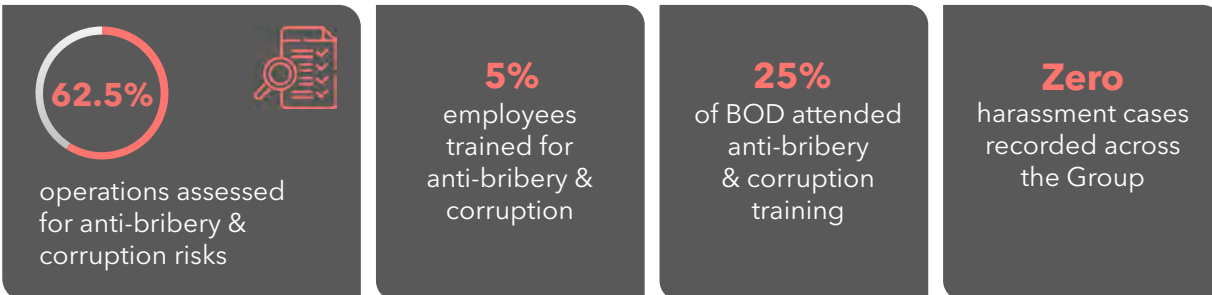 62.5%
operations assessed
for anti-bribery &
corruption risks
5%
employees
trained for
anti-bribery &
corruption
25%
of BOD attended
anti-bribery
& corruption
training
Zero
harassment cases
recorded across
the Group